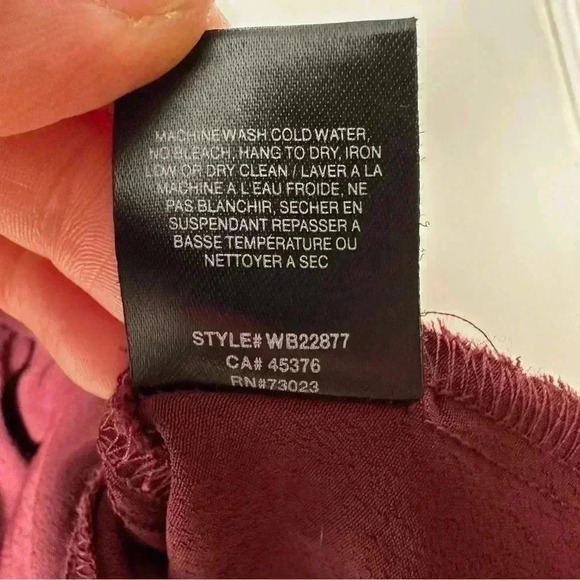 MACHINE WASH COLD WATER,
NO BLEACH, HANG TO DRY, IRON
LOW OR DRY CLEAN / LAVER A LA
MACHINE A L'EAU FROIDE, NE
PAS BLANCHIR, SECHER EN
SUSPENDANT REPASSER A
BASSE TEMPÉRATURE OU
NETTOYER A SEC
STYLE# WB22877
CA# 45376
RN#73023